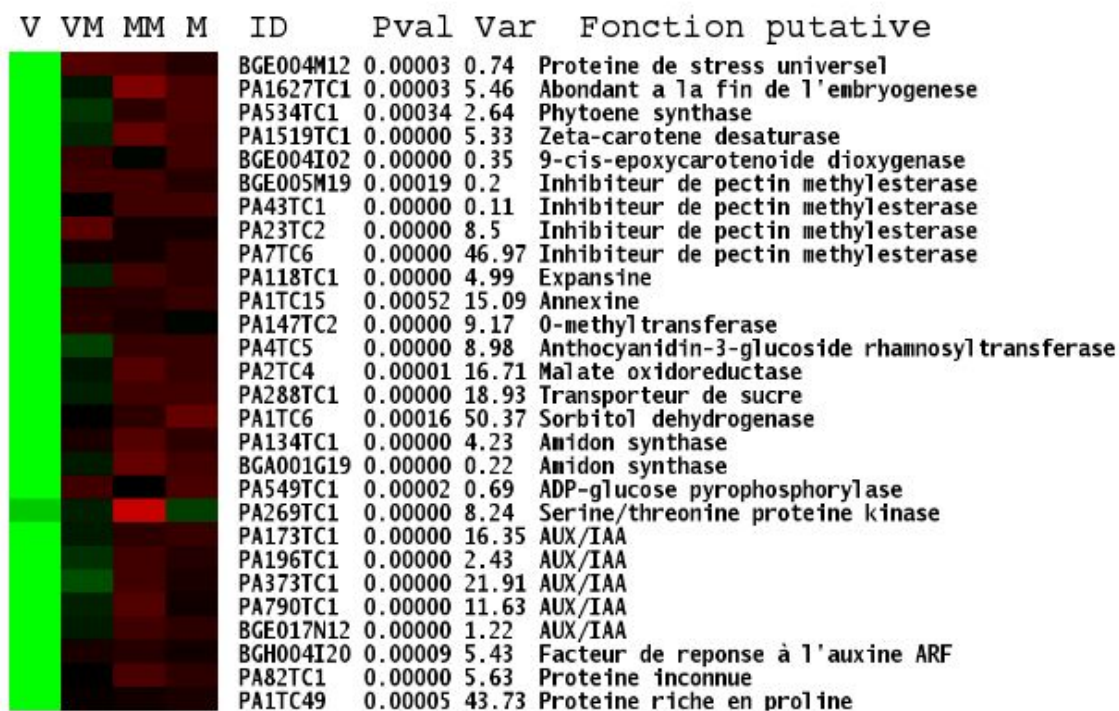 V VM MM M ID Pval Var Fonction putative
BGE004M12 0.00003 0.74 Proteine de stress universel
PA1627TC1 0.00003 5.46 Abondant a la fin de l'embryogenese
PA534TC1 0.00034 2.64 Phytoene synthase
PA1519TC1 0.00000 5.33 Zeta-carotene desaturase
BGE004I02 0.00000 0.35 9-cis-epoxycarotenoide dioxygenase
BGE005M19 0.00019 0.2 Inhibiteur de pectin methylesterase
PA43TC1 0.00000 0.11 Inhibiteur de pectin methylesterase
PA23TC2 0.00000 8.5 Inhibiteur de pectin methylesterase
PA7TC6 0.00000 46.97 Inhibiteur de pectin methylesterase
PA118TC1 0.00000 4.99 Expansine
PA1TC15 0.00052 15.09 Annexine
PA147TC2 0.00000 9.17 O-methyltransferase
PA4TC5 0.00000 8.98 Anthocyanidin-3-glucoside rhamnosyltransferase
PA2TC4 0.00001 16.71 Malate oxidoreductase
PA288TC1 0.00000 18.93 Transporteur de sucre
PA1TC6 0.00016 50.37 Sorbitol dehydrogenase
PA134TC1 0.00000 4.23 Amidon synthase
BGA001G19 0.00000 0.22 Amidon synthase
PA549TC1 0.00002 0.69 ADP-glucose pyrophosphorylase
PA269TC1 0.00000 8.24 Serine/threonine proteine kinase
PA173TC1 0.00000 16.35 AUX/IAA
PA196TC1 0.00000 2.43 AUX/IAA
PA373TC1 0.00000 21.91 AUX/IAA
PA790TC1 0.00000 11.63 AUX/IAA
BGE017N12 0.00000 1.22 AUX/IAA
BGH004I20 0.00009 5.43 Facteur de reponse à l'auxine ARF
PA82TC1 0.00000 5.63 Proteine inconnue
PA1TC49 0.00005 43.73 Proteine riche en proline